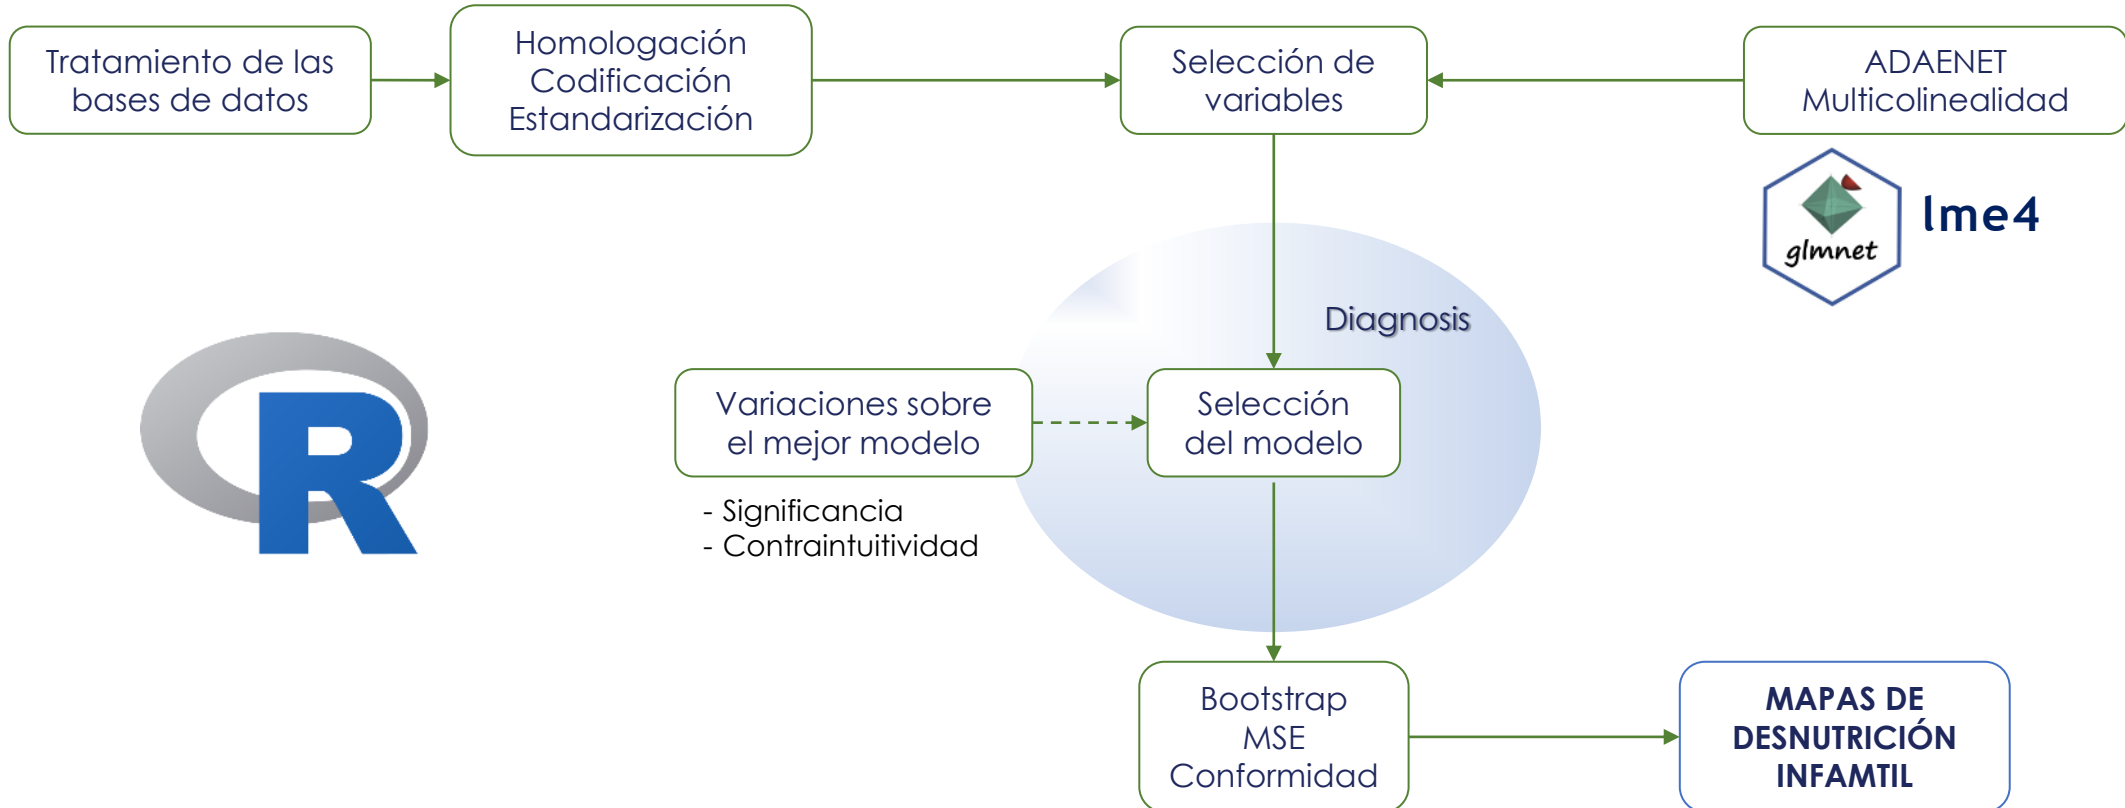 Tratamiento de las
bases de datos
Homologación
Codificación
Estandarización
Selección de
variables
ADAENET
Multicolinealidad
glmnet
lme4
Diagnosis
R
Variaciones sobre
el mejor modelo
Selección
del modelo
- Significancia
- Contraintuitividad
Bootstrap
MSE
Conformidad
MAPAS DE
DESNUTRICIÓN
INFAMTIL